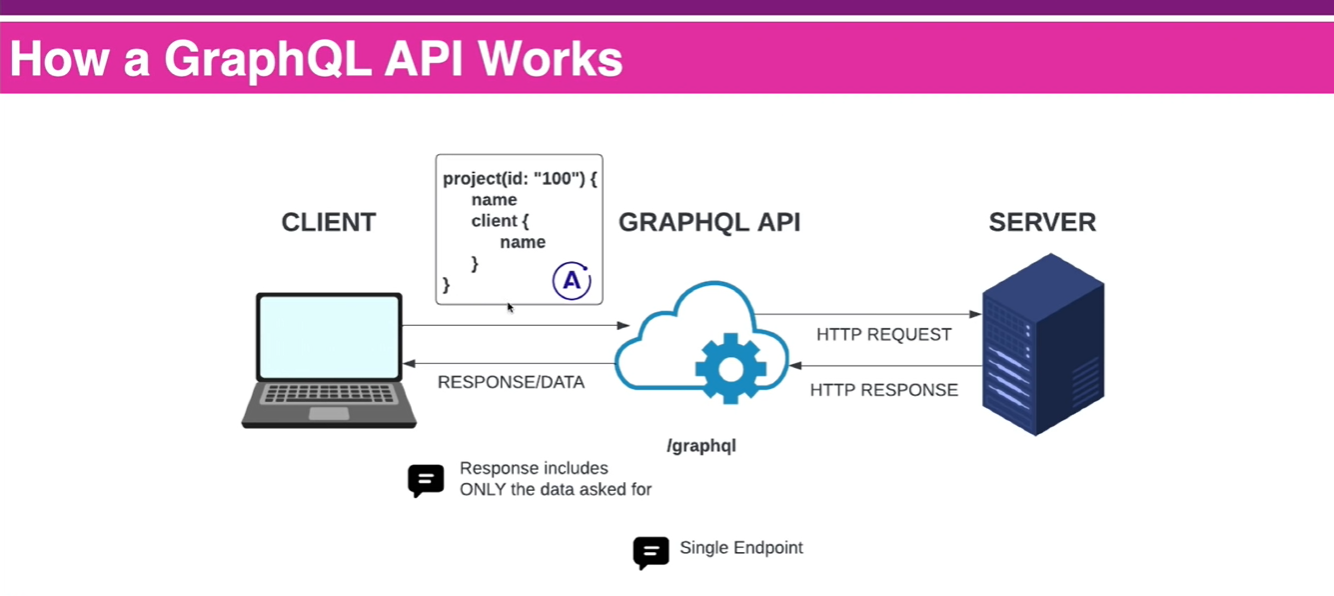 How a GraphQL API Works
project(id: "100") {
name
client {
name
}
}
A
CLIENT
GRAPHQL API
SERVER
HTTP REQUEST
RESPONSE/DATA
HTTP RESPONSE
/graphql
Response includes
ONLY the data asked for
Single Endpoint